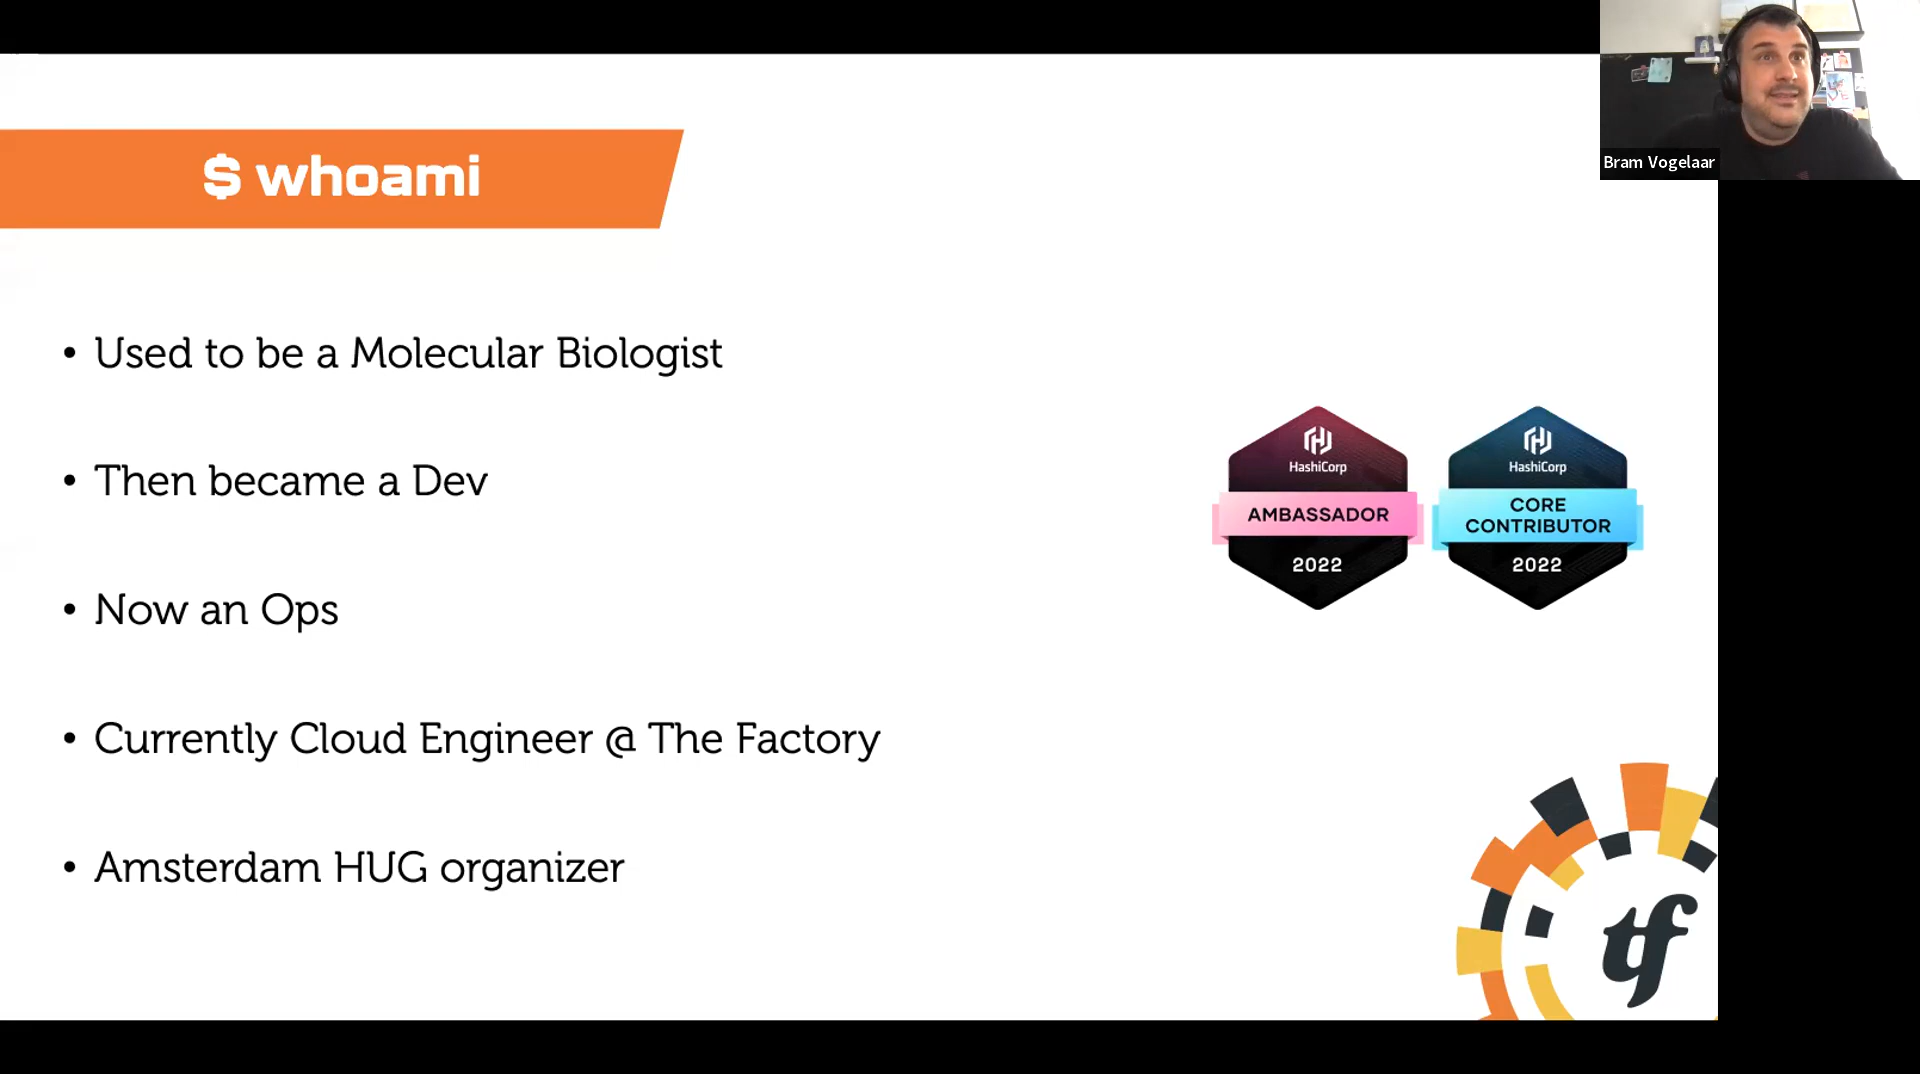 $ whoami
• Used to be a Molecular Biologist
• Then became a Dev
• Now an Ops
• Currently Cloud Engineer @ The Factory
• Amsterdam HUG organizer
HashiCorp
AMBASSADOR
2022
HashiCorp
CORE
CONTRIBUTOR
2022
tf
Bram Vogelaar